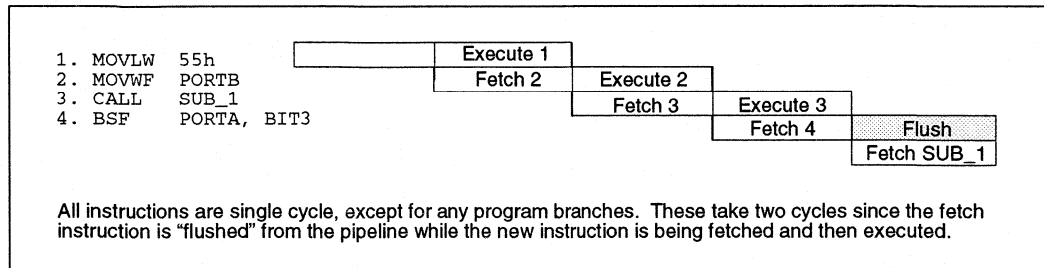 1. MOVLW 55h Execute 1
2. MOVWF PORTB Fetch 2 Execute 2
3. CALL SUB_1 Fetch 3 Execute 3
4. BSF PORTA, BIT3 Fetch 4 Flush
Fetch SUB_1
All instructions are single cycle, except for any program branches. These take two cycles since the fetch
instruction is “flushed” from the pipeline while the new instruction is being fetched and then executed.